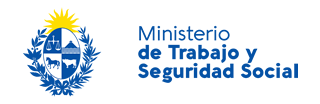 Ministerio
de Trabajo y
Seguridad Social